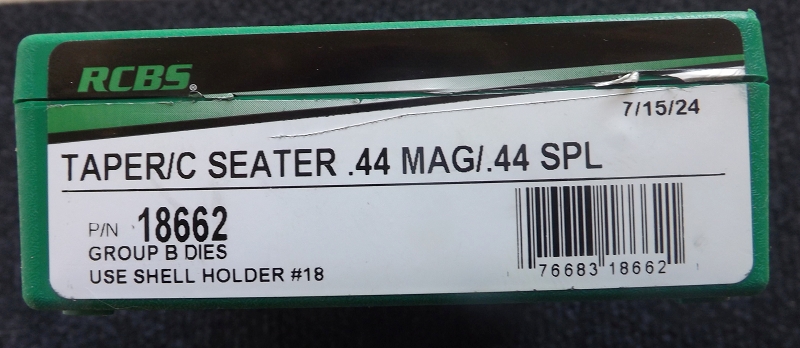 RCBS®
7/15/24
TAPER/C SEATER .44 MAG/.44 SPL
P/N 18662
GROUP B DIES
USE SHELL HOLDER #18
76683 18662